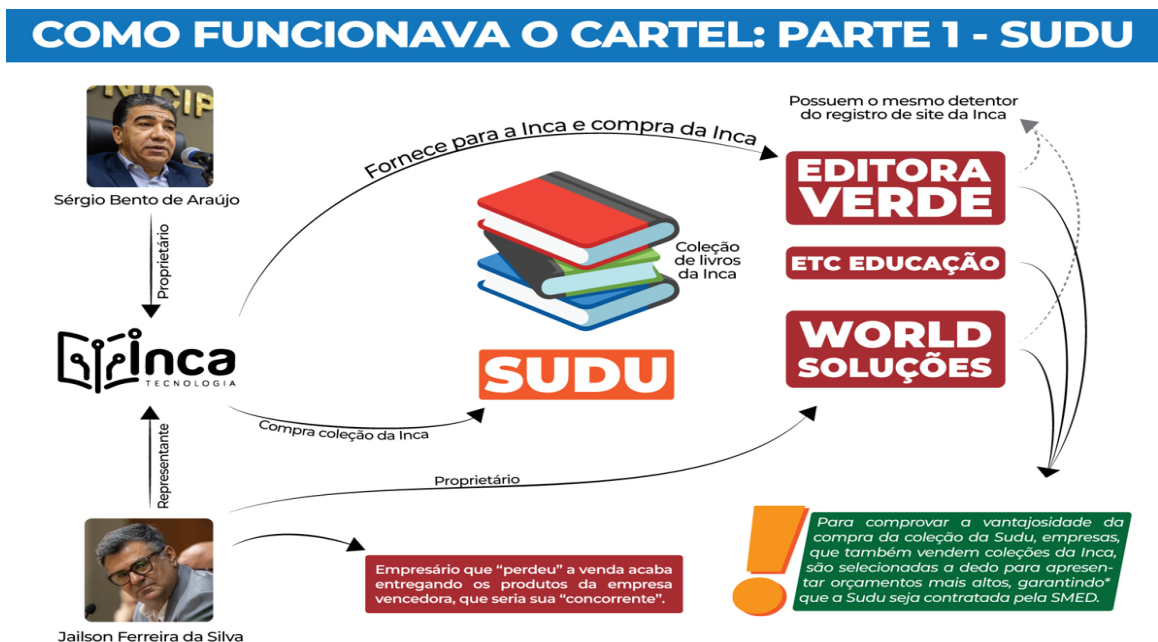 COMO FUNCIONAVA O CARTEL: PARTE 1 - SUDU
NICIP
Sérgio Bento de Araújo
Proprietário
Inca
TECNOLOGIA
Representante
Jailson Ferreira da Silva
Fornece para a Inca e compra da Inca
Coleção
de livros
da Inca
SUDU
Compra coleção da Inca
Proprietário
Possuem o mesmo detentor
do registro de site da Inca
EDITORA
VERDE
ETC EDUCAÇÃO
WORLD
SOLUÇÕES
Empresário que “perdeu” a venda acaba
entregando os produtos da empresa
vencedora, que seria sua “concorrente”.
!
Para comprovar a vantajosidade da
compra da coleção da Sudu, empresas,
que também vendem coleções da Inca,
são selecionadas a dedo para apresen-
tar orçamentos mais altos, garantindo*
que a Sudu seja contratada pela SMED.